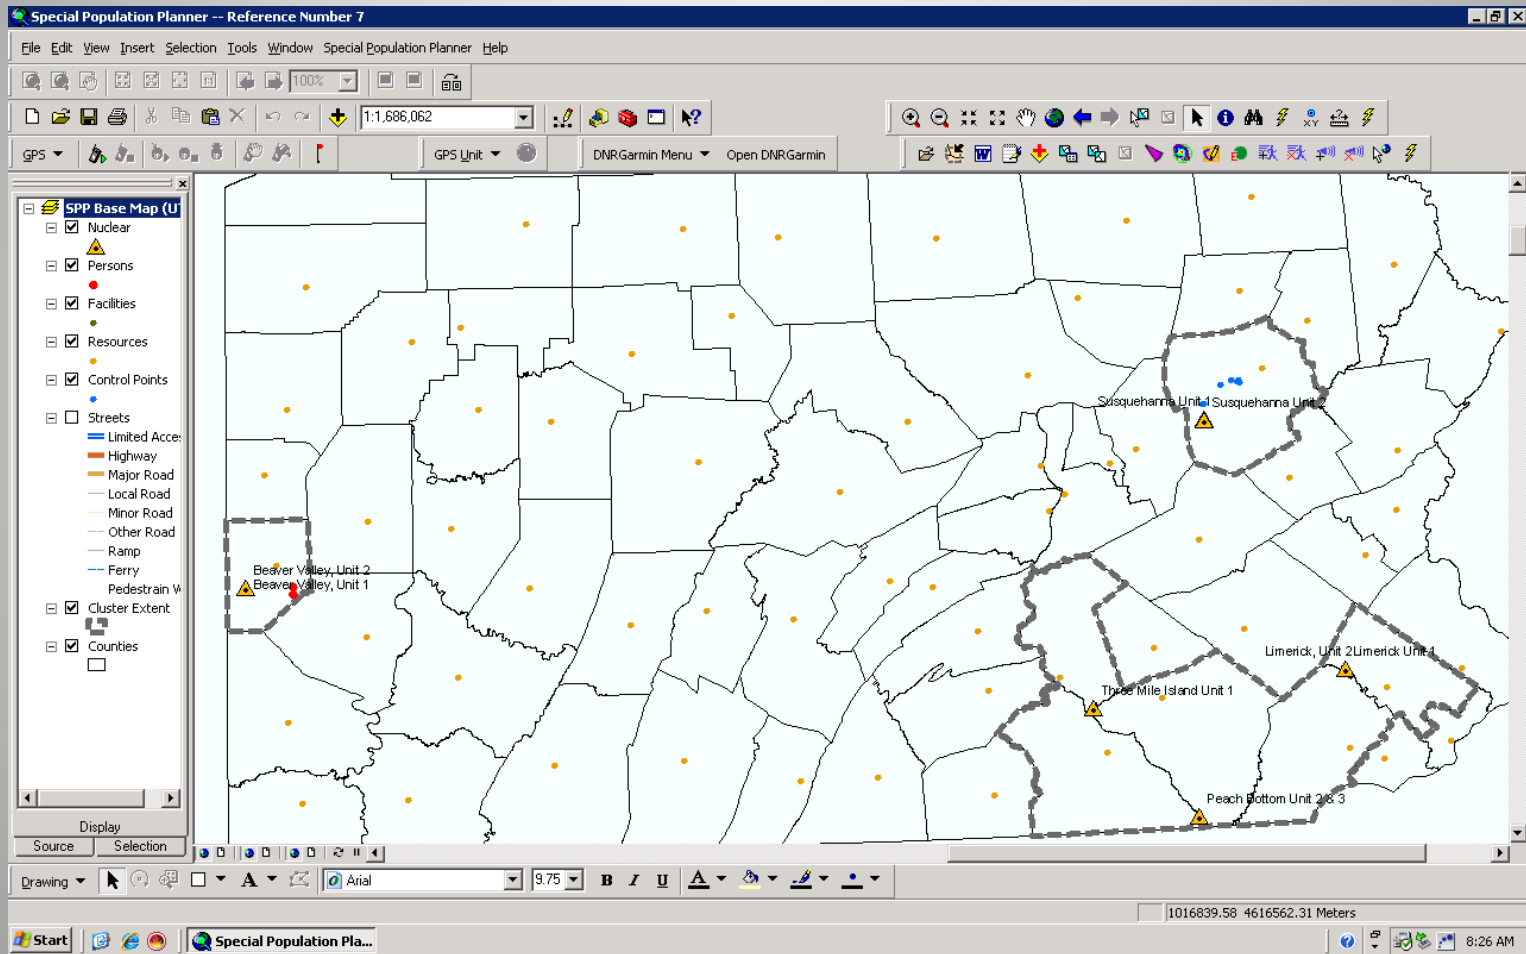 Special Population Planner -- Reference Number 7
File Edit View Insert Selection Tools Window Special Population Planner Help
100%
1:1,686,062
GPS GPS Unit DNRGarmin Menu Open DNRGarmin
SPP Base Map (UT
Nuclear
Persons
Facilities
Resources
Control Points
Streets
Limited Acces
Highway
Major Road
Local Road
Minor Road
Other Road
Ramp
Ferry
Pedestrain W
Cluster Extent
Counties
Display
Source Selection
Susquehanna Unit 1 Susquehanna Unit 2
Beaver Valley, Unit 2
Beaver Valley, Unit 1
Limerick, Unit 2 Limerick Unit 1
Three Mile Island Unit 1
Peach Bottom Unit 2 & 3
Drawing A Arial 9.75 B I U A
1016839.58 4616562.31 Meters
Start Special Population Pla... 8:26 AM